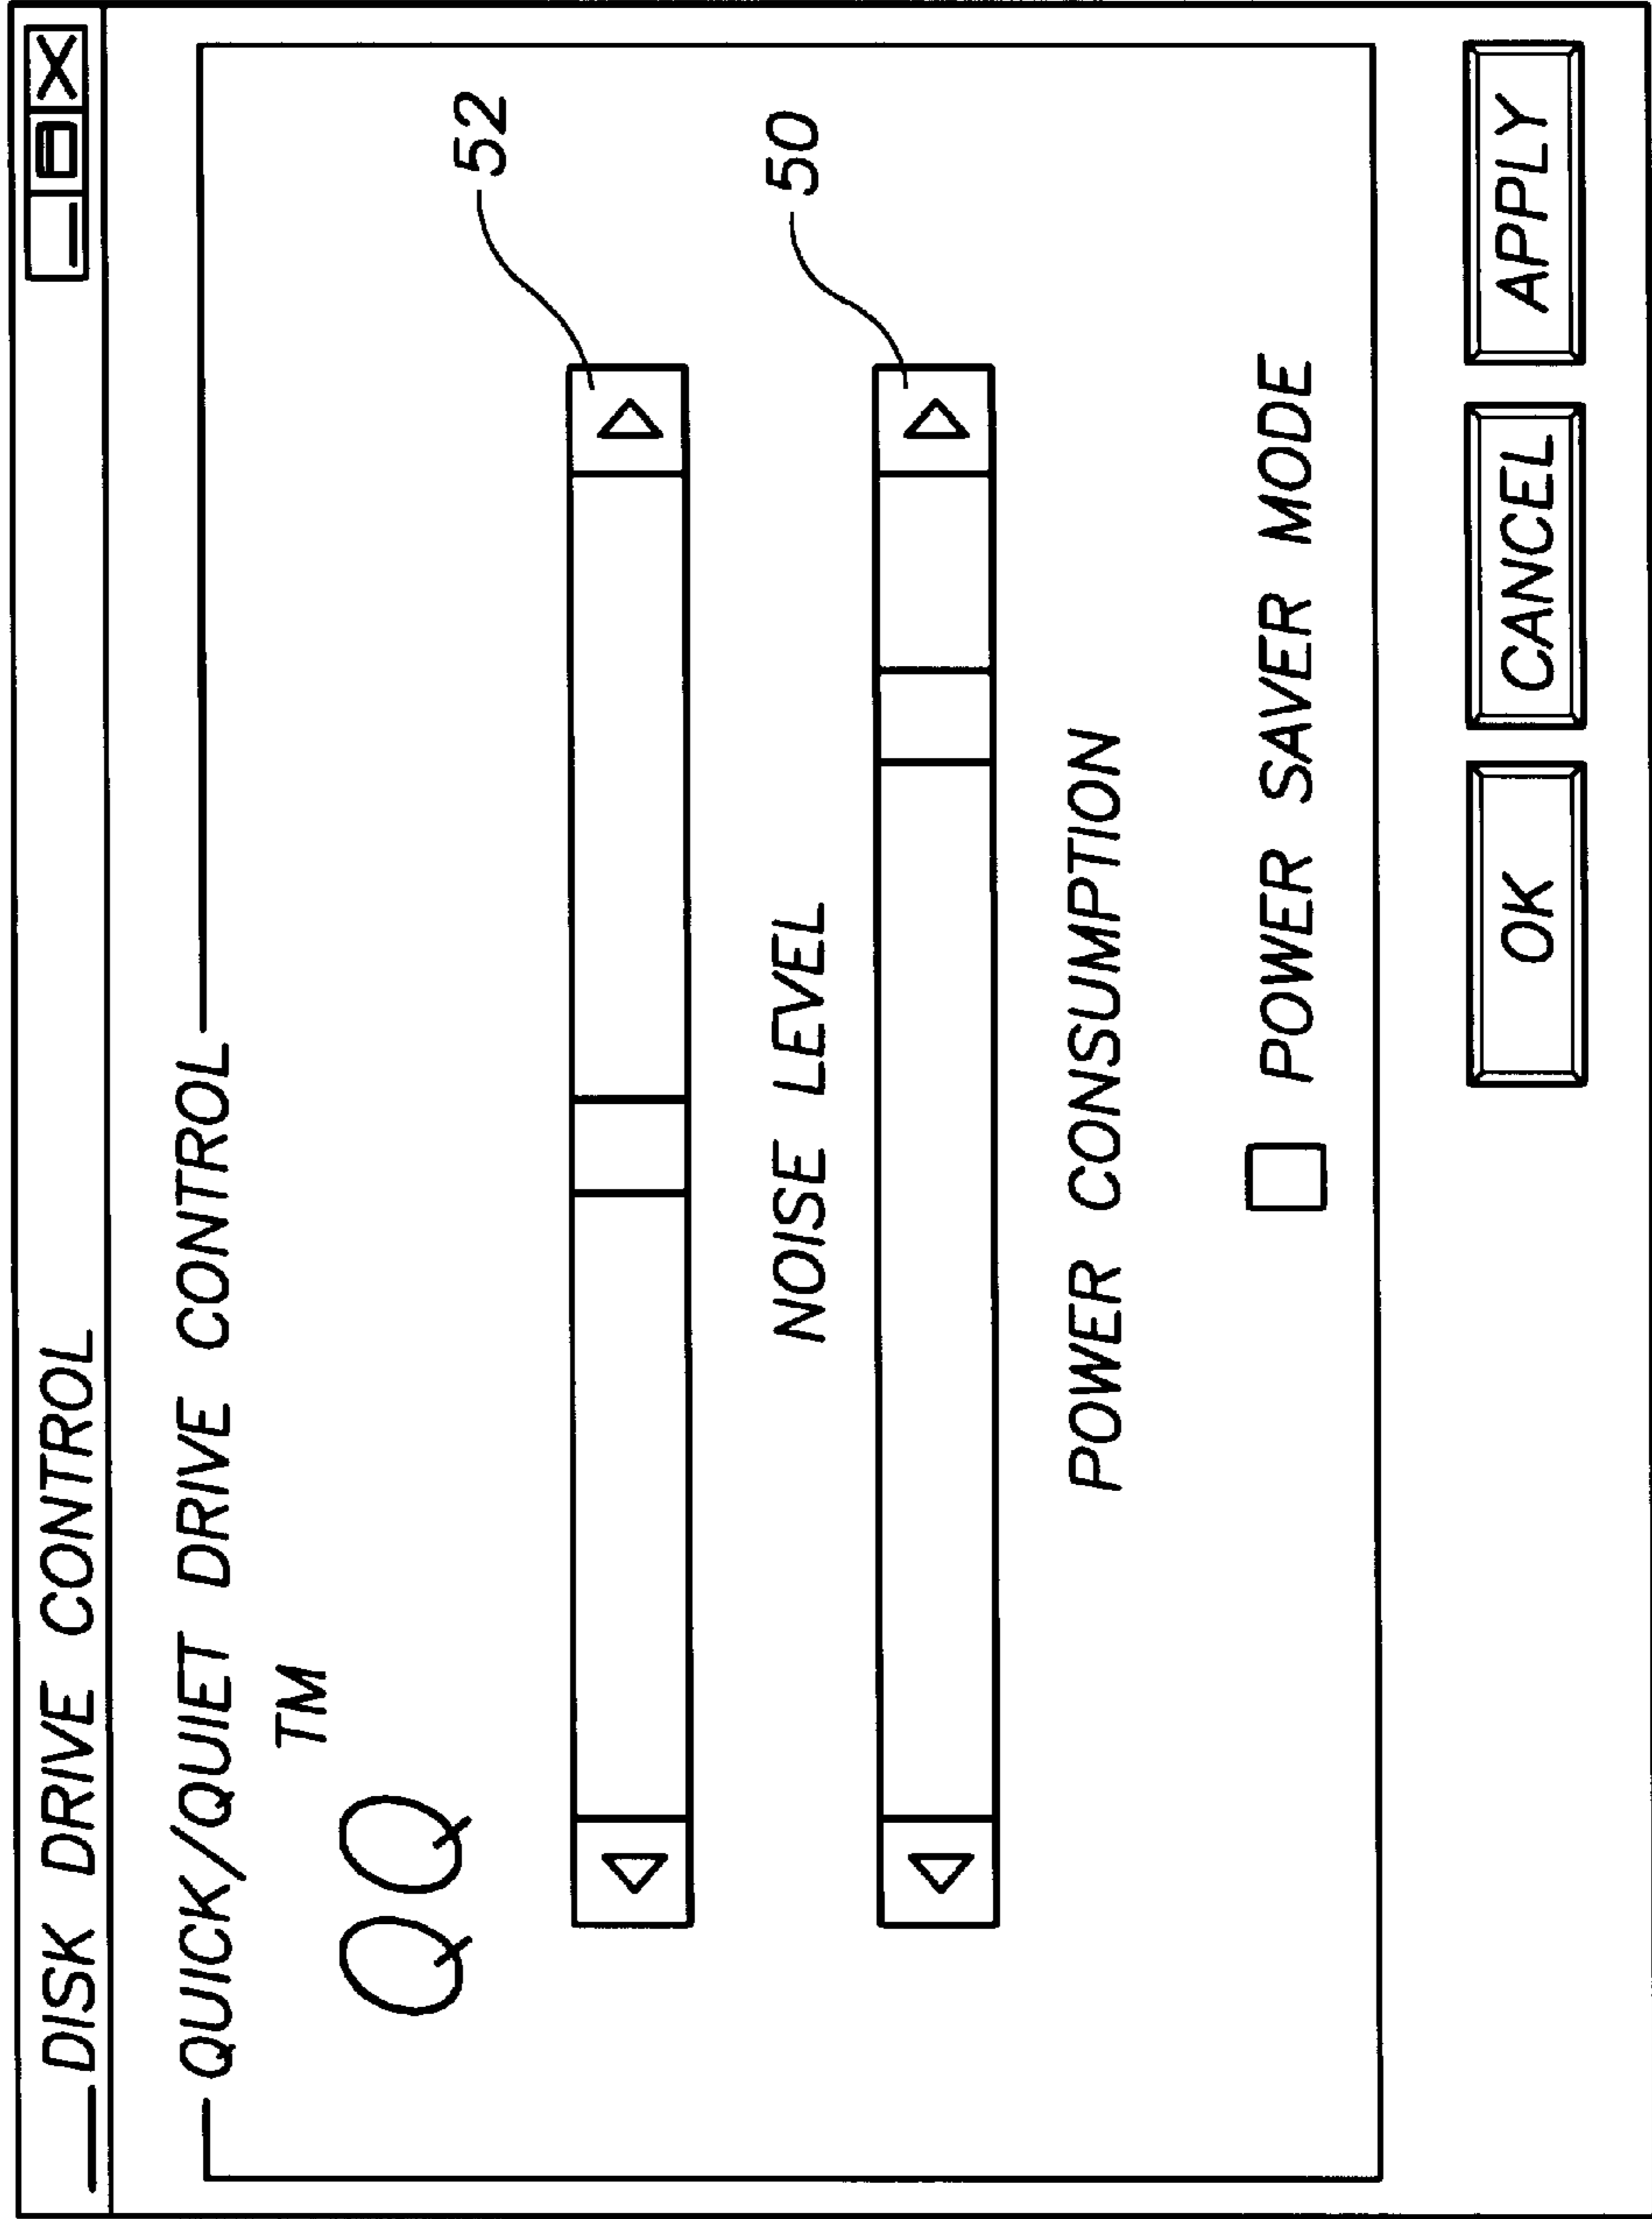 DISK DRIVE CONTROL
QUICK/QUIET DRIVE CONTROL
QQ TM
52
NOISE LEVEL
50
POWER CONSUMPTION
POWER SAVER MODE
OK CANCEL APPLY